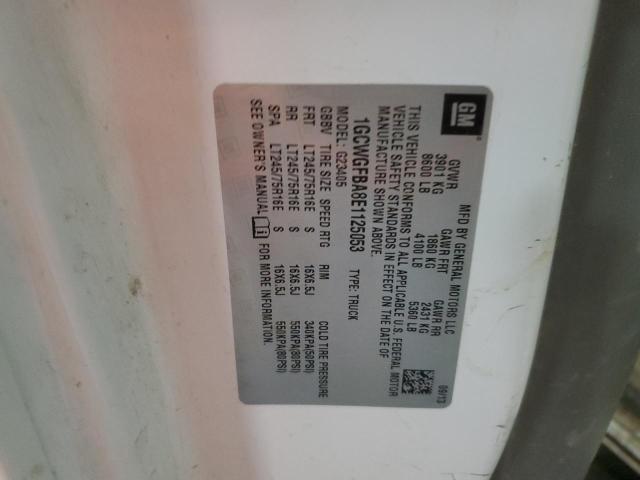 GM
MFD BY GENERAL MOTORS LLC
09/13
GVWR GAWR FRT GAWR RR
3901 KG 1860 KG 2431 KG
8600 LB 4100 LB 5360 LB
THIS VEHICLE CONFORMS TO ALL APPLICABLE U.S. FEDERAL MOTOR
VEHICLE SAFETY STANDARDS IN EFFECT ON THE DATE OF
MANUFACTURE SHOWN ABOVE.
1GCWGFBA8E1125053 TYPE: TRUCK
MODEL: G23405
GBBV TIRE SIZE SPEED RTG RIM COLD TIRE PRESSURE
FRT LT245/75R16E S 16X6.5J 340KPA(50PSI)
RR LT245/75R16E S 16X6.5J 550KPA(80PSI)
SPA LT245/75R16E S 16X6.5J 550KPA(80PSI)
SEE OWNER'S MANUAL FOR MORE INFORMATION.